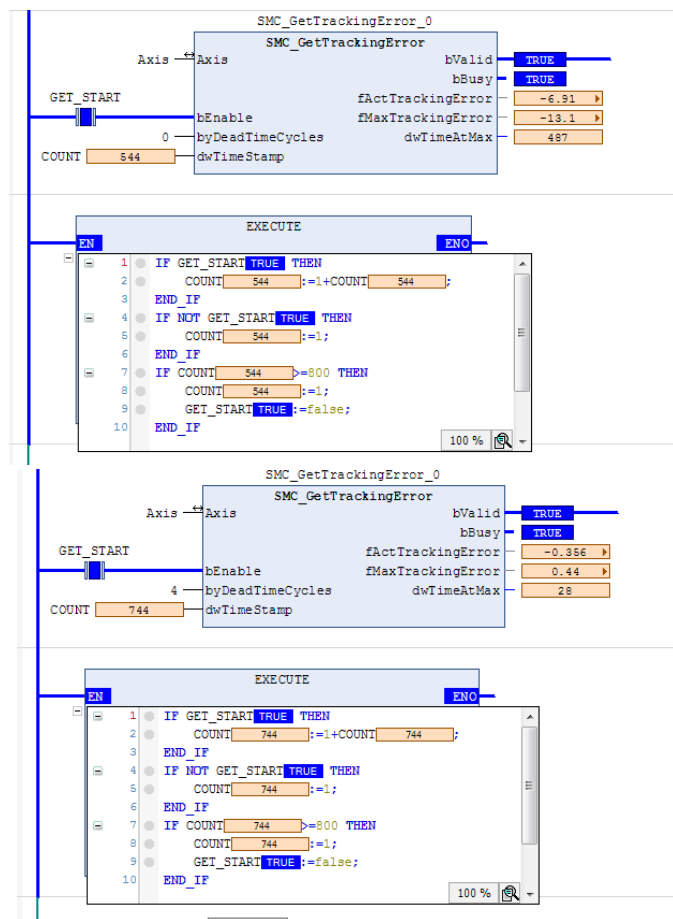 SMC_GetTrackingError_0
SMC_GetTrackingError
Axis Axis bValid TRUE
bBusy TRUE
GET_START fActTrackingError -6.91
bEnable fMaxTrackingError -13.1
0 byDeadTimeCycles dwTimeAtMax 487
COUNT 544 dwTimeStamp
EXECUTE
EN ENO
1 IF GET_START TRUE THEN
2 COUNT 544 :=1+COUNT 544 ;
3 END_IF
4 IF NOT GET_START TRUE THEN
5 COUNT 544 :=1;
6 END_IF
7 IF COUNT 544 >=800 THEN
8 COUNT 544 :=1;
9 GET_START TRUE :=false;
10 END_IF
100 %
SMC_GetTrackingError_0
SMC_GetTrackingError
Axis Axis bValid TRUE
bBusy TRUE
GET_START fActTrackingError -0.356
bEnable fMaxTrackingError 0.44
4 byDeadTimeCycles dwTimeAtMax 28
COUNT 744 dwTimeStamp
EXECUTE
EN ENO
1 IF GET_START TRUE THEN
2 COUNT 744 :=1+COUNT 744 ;
3 END_IF
4 IF NOT GET_START TRUE THEN
5 COUNT 744 :=1;
6 END_IF
7 IF COUNT 744 >=800 THEN
8 COUNT 744 :=1;
9 GET_START TRUE :=false;
10 END_IF
100 %